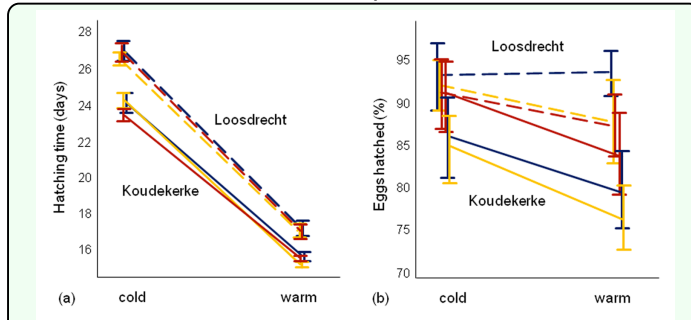 28
26
24
22
20
18
16
Hatching time (days)
Loosdrecht
Koudekerke
(a)
cold
warm
95
90
85
80
75
70
Eggs hatched (%)
Loosdrecht
Koudekerke
(b)
cold
warm